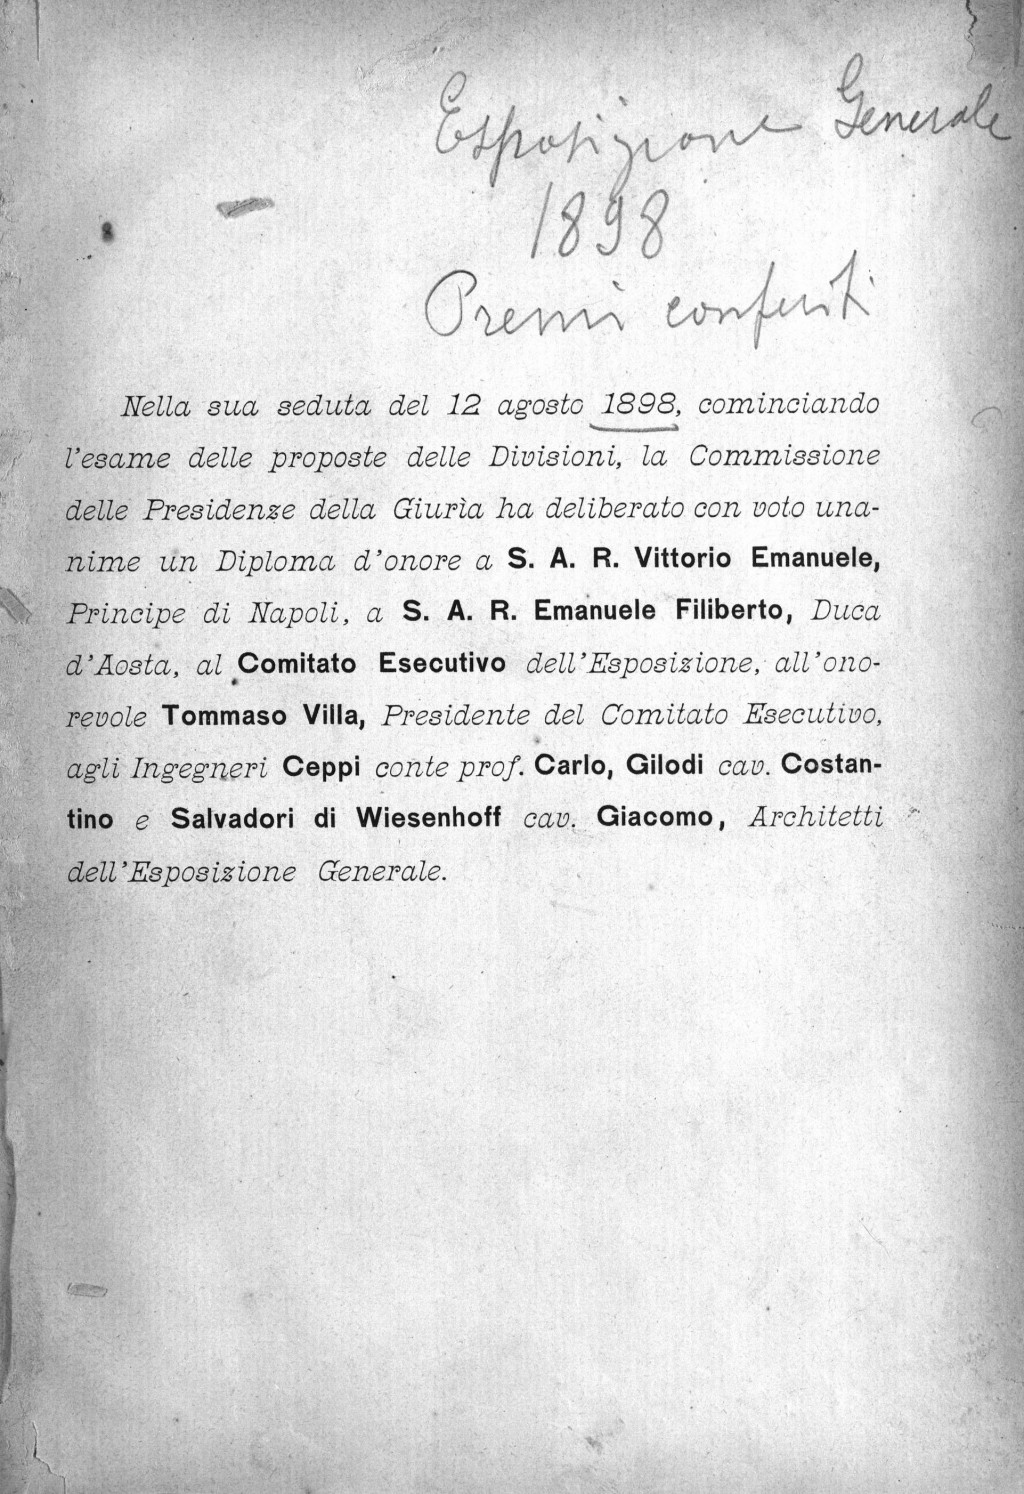 Esposizione Generale
1898
Premi conferiti
Nella sua seduta del 12 agosto 1898, cominciando
l'esame delle proposte delle Divisioni, la Commissione
delle Presidenze della Giurìa ha deliberato con voto una-
nime un Diploma d'onore a S. A. R. Vittorio Emanuele,
Principe di Napoli, a S. A. R. Emanuele Filiberto, Duca
d'Aosta, al Comitato Esecutivo dell'Esposizione, all'ono-
revole Tommaso Villa, Presidente del Comitato Esecutivo,
agli Ingegneri Ceppi conte prof. Carlo, Gilodi cav. Costan-
tino e Salvadori di Wiesenhoff cav. Giacomo, Architetti
dell'Esposizione Generale.